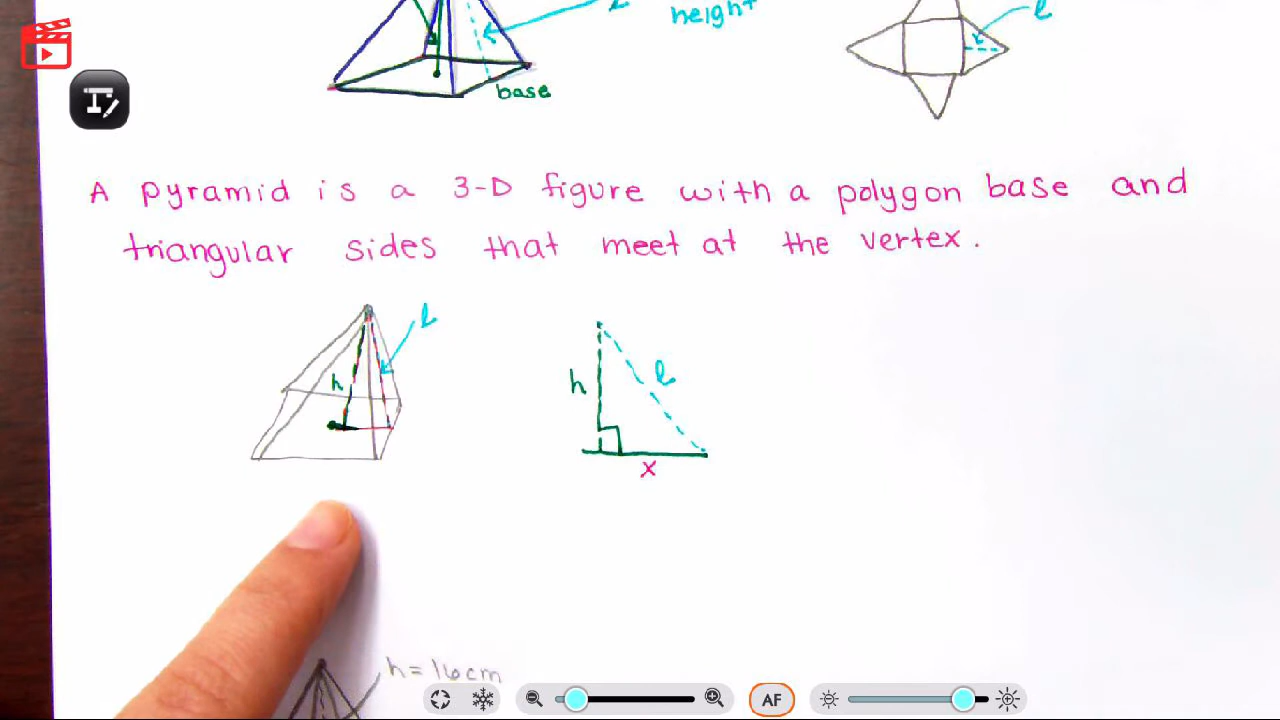 l
height
l
base
A pyramid is a 3-D figure with a polygon base and
triangular sides that meet at the vertex.
l
h
h
l
x
h = 16cm
AF